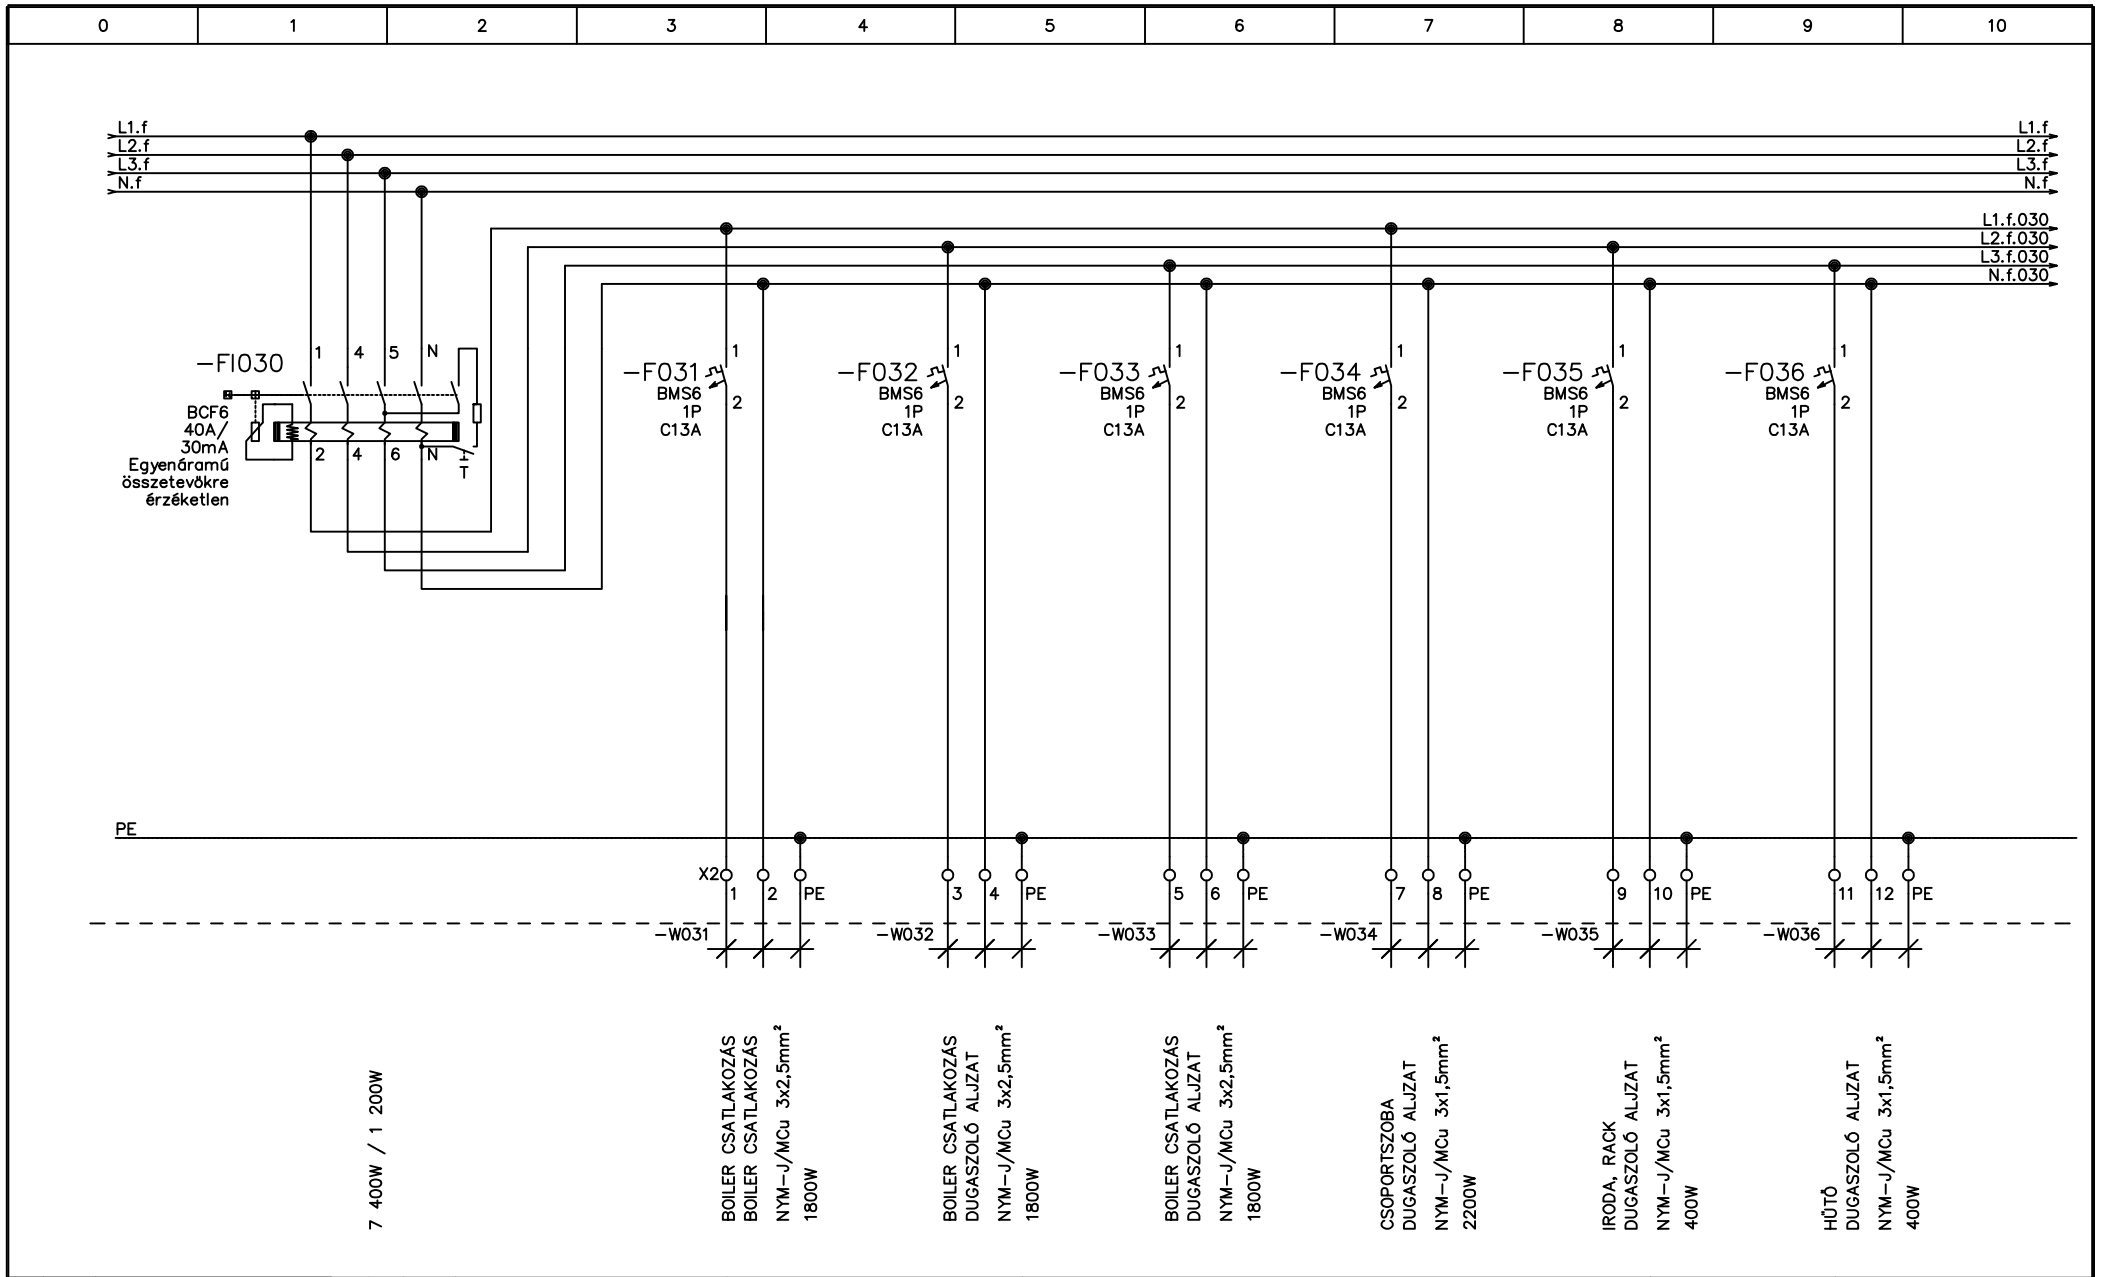 0 1 2 3 4 5 6 7 8 9 10
L1.f L1.f
L2.f L2.f
L3.f L3.f
N.f N.f
L1.f.030
L2.f.030
L3.f.030
N.f.030
-FI030
1 4 5 N
BCF6
40A/
30mA
Egyenáramú
összetevőkre
érzéketlen
2 4 6 N
T
-F031
BMS6
1P
C13A
1
2
-F032
BMS6
1P
C13A
1
2
-F033
BMS6
1P
C13A
1
2
-F034
BMS6
1P
C13A
1
2
-F035
BMS6
1P
C13A
1
2
-F036
BMS6
1P
C13A
1
2
PE
X2
1 2 PE 3 4 PE 5 6 PE 7 8 PE 9 10 PE 11 12 PE
-W031 -W032 -W033 -W034 -W035 -W036
7 400W / 1 200W
BOILER CSATLAKOZÁS
BOILER CSATLAKOZÁS
NYM-J/MCu 3x2,5mm²
1800W
BOILER CSATLAKOZÁS
DUGASZOLÓ ALJZAT
NYM-J/MCu 3x2,5mm²
1800W
BOILER CSATLAKOZÁS
DUGASZOLÓ ALJZAT
NYM-J/MCu 3x2,5mm²
1800W
CSOPORTSZOBA
DUGASZOLÓ ALJZAT
NYM-J/MCu 3x1,5mm²
2200W
IRODA, RACK
DUGASZOLÓ ALJZAT
NYM-J/MCu 3x1,5mm²
400W
HŰTŐ
DUGASZOLÓ ALJZAT
NYM-J/MCu 3x1,5mm²
400W